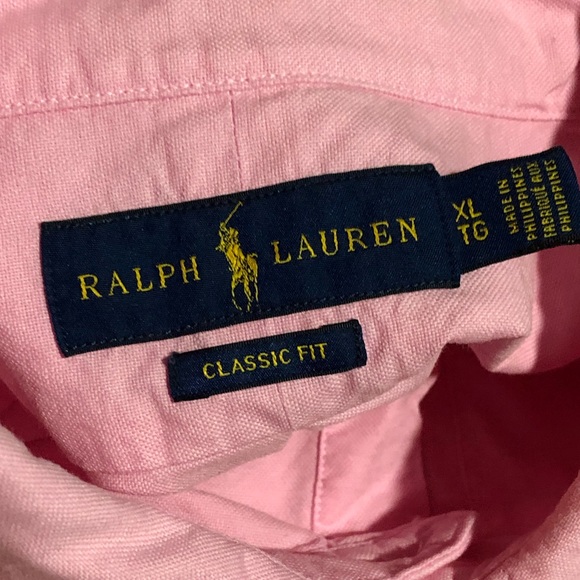 RALPH LAUREN
CLASSIC FIT
XL
TG
MADE IN
PHILIPPINES
FABRIQUÉ AUX
PHILIPPINES